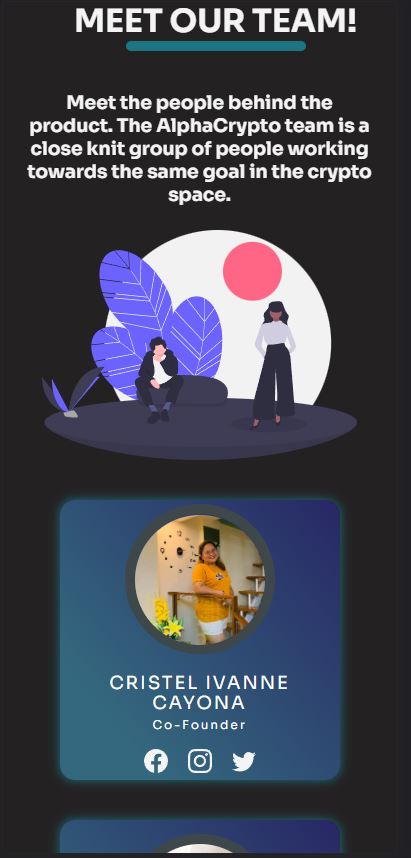 MEET OUR TEAM!
Meet the people behind the
product. The AlphaCrypto team is a
close knit group of people working
towards the same goal in the crypto
space.
CRISTEL IVANNE
CAYONA
Co-Founder